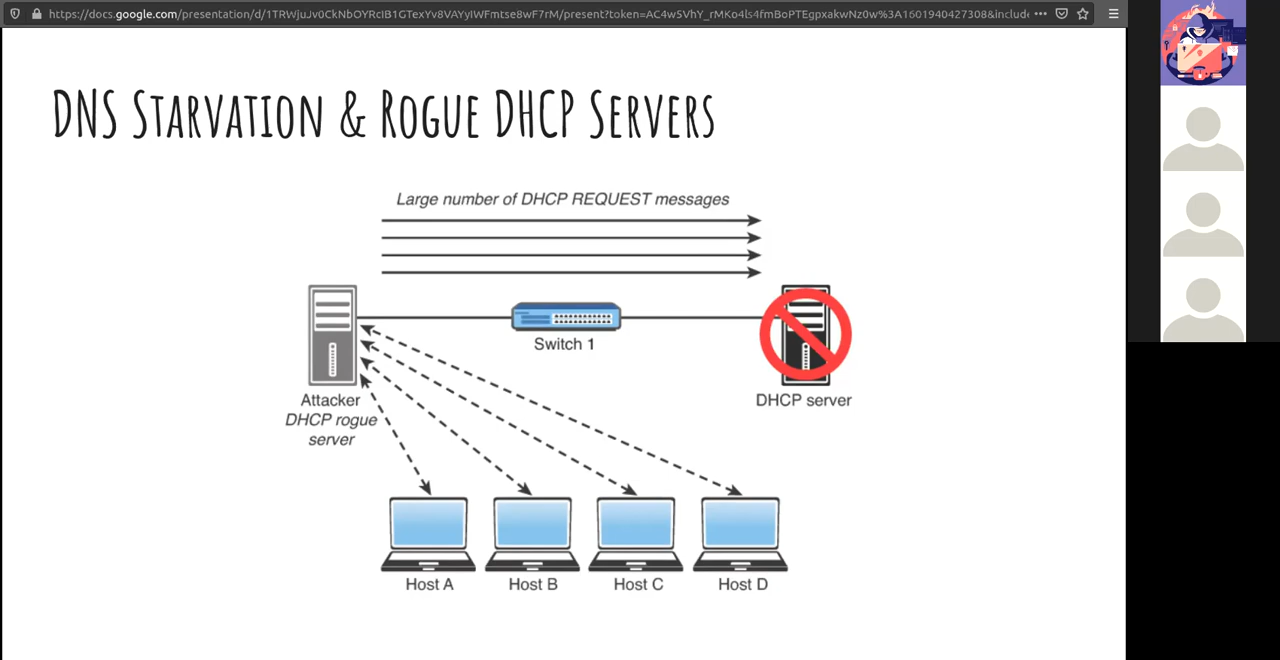 https://docs.google.com/presentation/d/1TRWjuJv0CkNbOYRcIB1GTexYv8VAYyIWFmtse8wF7rM/present?token=AC4w5VhY_rMKo4ls4fmBoPTEgpxakwNz0w%3A1601940427308&include
DNS Starvation & Rogue DHCP Servers
Large number of DHCP REQUEST messages
Switch 1
Attacker
DHCP rogue
server
DHCP server
Host A
Host B
Host C
Host D